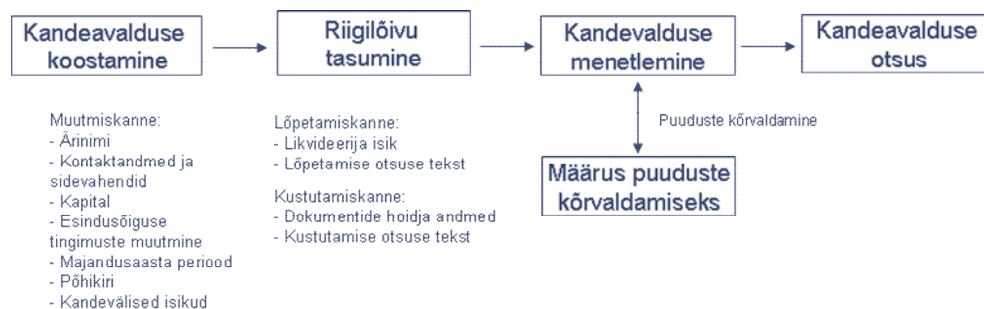 Kandeavalduse
koostamine
Riigilõivu
tasumine
Kandevalduse
menetlemine
Kandeavalduse
otsus
Muutmiskanne:
- Ärinimi
- Kontaktandmed ja
sidevahendid
- Kapital
- Esindusõiguse
tingimuste muutmine
- Majandusaasta periood
- Põhikiri
- Kandevälised isikud
Lõpetamiskanne:
- Likvideerija isik
- Lõpetamise otsuse tekst
Kustutamiskanne:
- Dokumentide hoidja andmed
- Kustutamise otsuse tekst
Puuduste kõrvaldamine
Määrus puuduste
kõrvaldamiseks